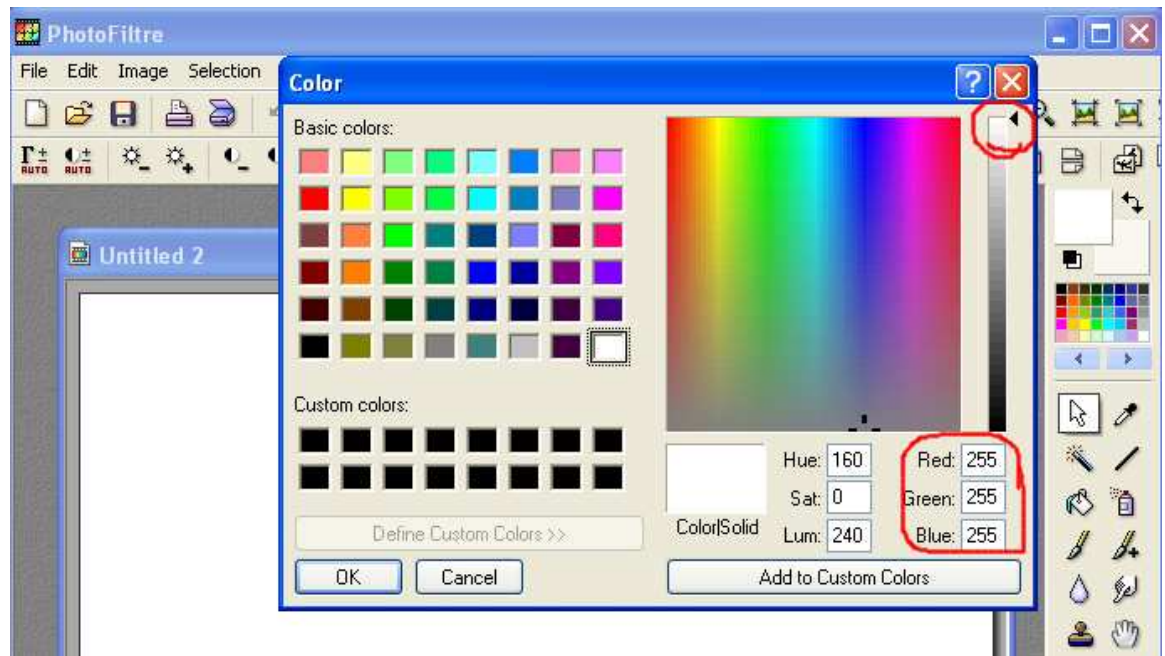 PhotoFiltre
File Edit Image Selection
Color
Basic colors:
AUTO AUTO
Untitled 2
Custom colors:
Hue: 160 Red: 255
Sat: 0 Green: 255
Color|Solid Lum: 240 Blue: 255
Define Custom Colors >>
OK Cancel Add to Custom Colors